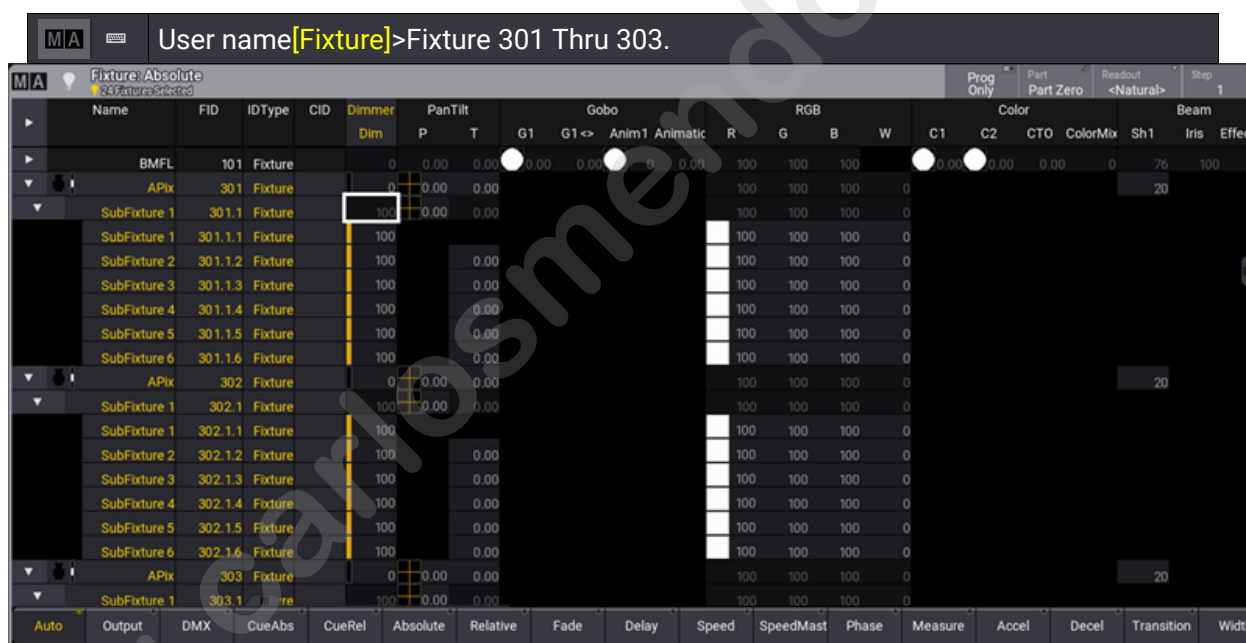 MA User name[Fixture]>Fixture 301 Thru 303.
MA Fixture: Absolute Prog Only Part Part Zero Readout <Natural> Step 1
24 Fixtures Selected
Name FID IDType CID Dimmer PanTilt Gobo RGB Color Beam
Dim P T G1 G1<> Anim1 Animatic R G B W C1 C2 CTO ColorMix Sh1 Iris Effec
BMFL 101 Fixture 0 0.00 0.00 0.00 0.00 0 0.00 100 100 100 0.00 0.00 0.00 0 76 100
APix 301 Fixture 0 0.00 0.00 100 100 100 0 20
SubFixture 1 301.1 Fixture 100 0.00 0.00 100 100 100 0
SubFixture 1 301.1.1 Fixture 100 100 100 100 0
SubFixture 2 301.1.2 Fixture 100 0.00 100 100 100 0
SubFixture 3 301.1.3 Fixture 100 0.00 100 100 100 0
SubFixture 4 301.1.4 Fixture 100 0.00 100 100 100 0
SubFixture 5 301.1.5 Fixture 100 0.00 100 100 100 0
SubFixture 6 301.1.6 Fixture 100 0.00 100 100 100 0
APix 302 Fixture 0 0.00 0.00 100 100 100 0 20
SubFixture 1 302.1 Fixture 100 0.00 0.00 100 100 100 0
SubFixture 1 302.1.1 Fixture 100 100 100 100 0
SubFixture 2 302.1.2 Fixture 100 0.00 100 100 100 0
SubFixture 3 302.1.3 Fixture 100 0.00 100 100 100 0
SubFixture 4 302.1.4 Fixture 100 0.00 100 100 100 0
SubFixture 5 302.1.5 Fixture 100 0.00 100 100 100 0
SubFixture 6 302.1.6 Fixture 100 0.00 100 100 100 0
APix 303 Fixture 0 0.00 0.00 100 100 100 0 20
SubFixture 1 303.1 100 0.00 0.00 100 100 100 0
Auto Output DMX CueAbs CueRel Absolute Relative Fade Delay Speed SpeedMast Phase Measure Accel Decel Transition Widt
carlosmendo